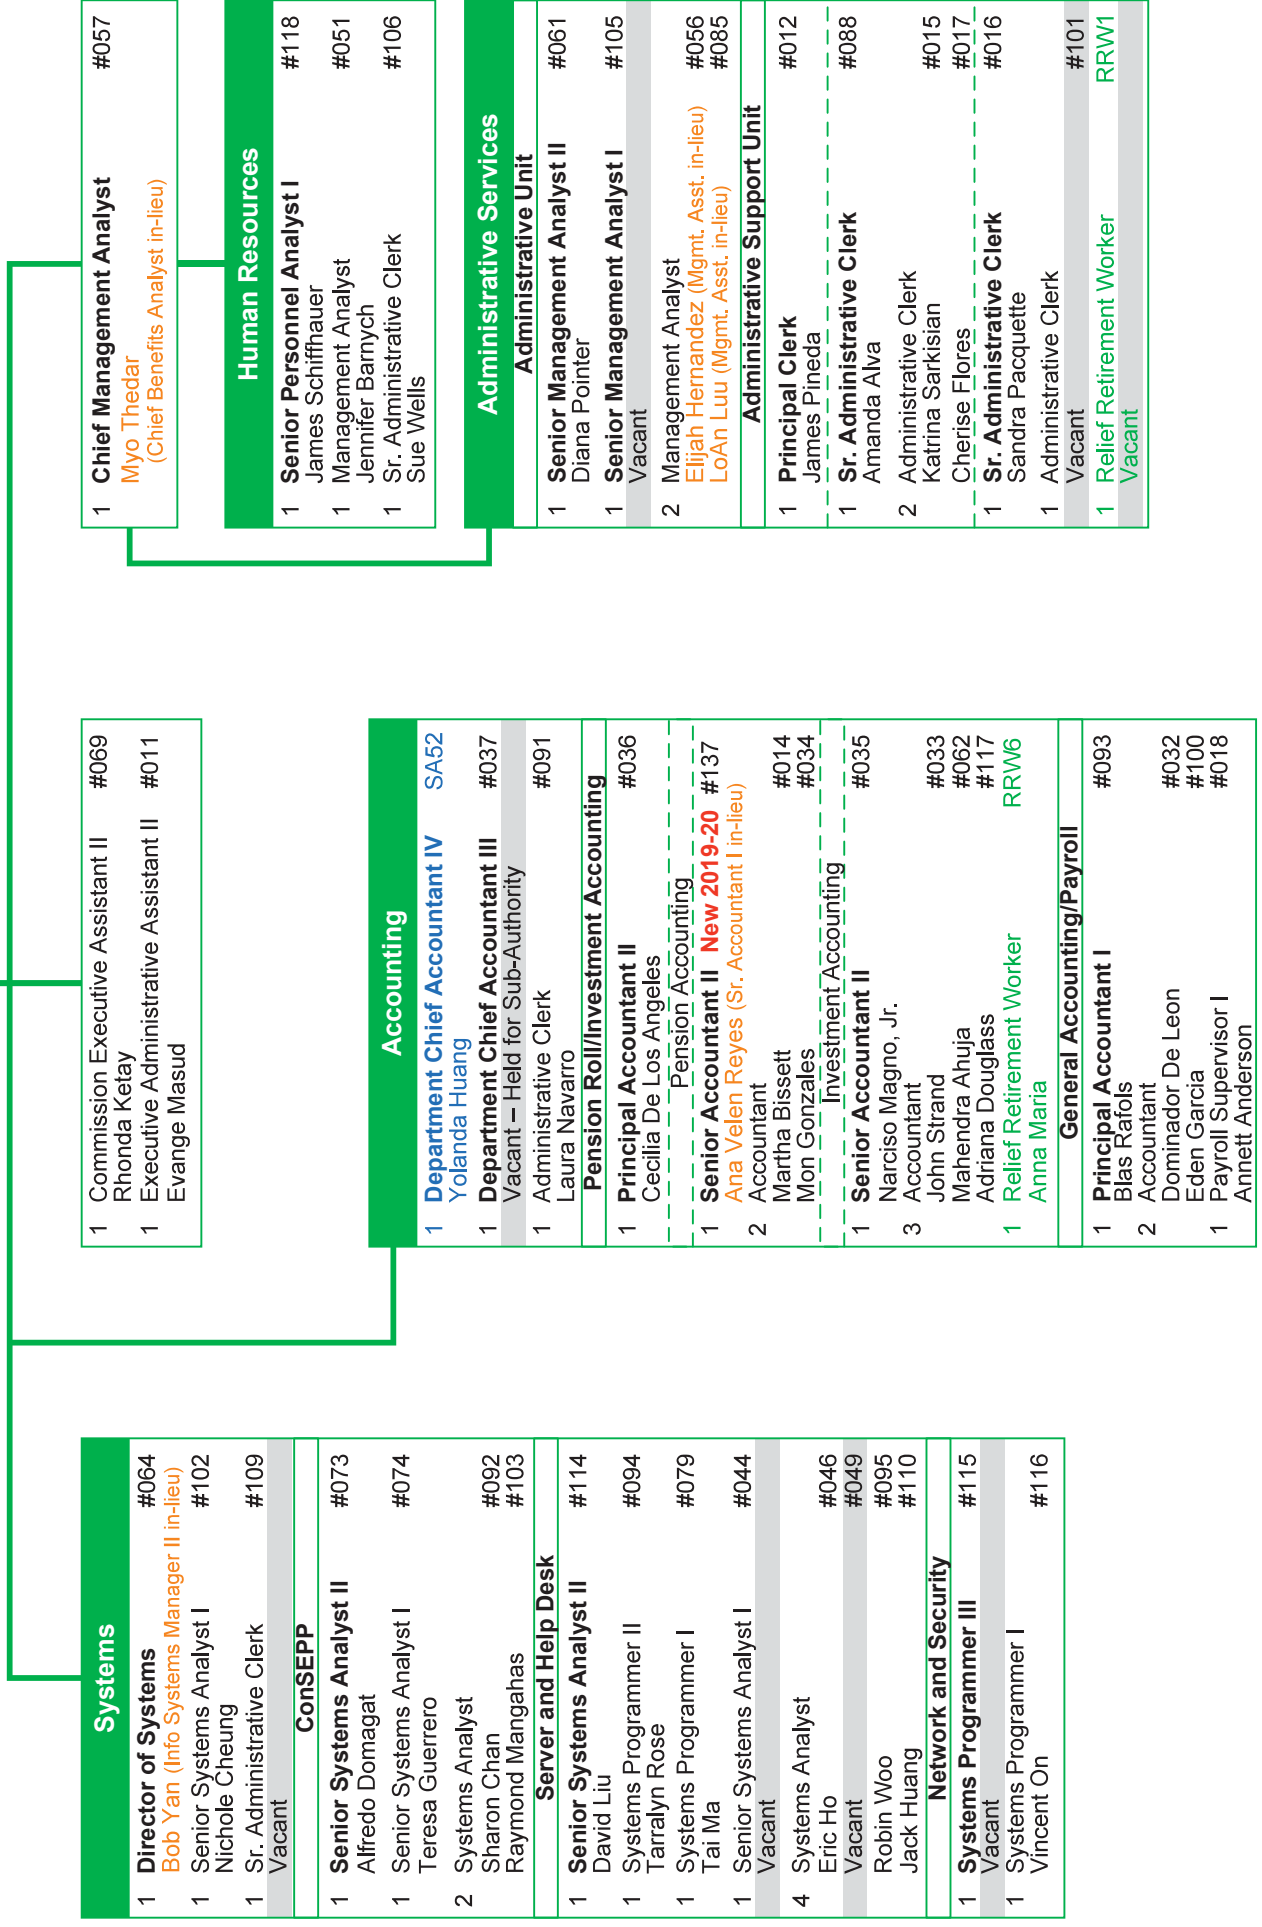 Systems
1 Director of Systems #064
Bob Yan (Info Systems Manager II in-lieu)
1 Senior Systems Analyst I #102
Nichole Cheung
1 Sr. Administrative Clerk #109
Vacant
ConSEPP
1 Senior Systems Analyst II #073
Alfredo Domagat
1 Senior Systems Analyst I #074
Teresa Guerrero
2 Systems Analyst
Sharon Chan #092
Raymond Mangahas #103
Server and Help Desk
1 Senior Systems Analyst II #114
David Liu
1 Systems Programmer II #094
Tarralyn Rose
1 Systems Programmer I #079
Tai Ma
1 Senior Systems Analyst I #044
Vacant
4 Systems Analyst
Eric Ho #046
Vacant #049
Robin Woo #095
Jack Huang #110
Network and Security
1 Systems Programmer III #115
Vacant
1 Systems Programmer I
Vincent On #116
1 Commission Executive Assistant II #069
Rhonda Ketay
1 Executive Administrative Assistant II #011
Evange Masud
Accounting
1 Department Chief Accountant IV SA52
Yolanda Huang
1 Department Chief Accountant III #037
Vacant – Held for Sub-Authority
1 Administrative Clerk #091
Laura Navarro
Pension Roll/Investment Accounting
1 Principal Accountant II #036
Cecilia De Los Angeles
Pension Accounting
1 Senior Accountant II New 2019-20 #137
Ana Velen Reyes (Sr. Accountant I in-lieu)
2 Accountant
Martha Bissett #014
Mon Gonzales #034
Investment Accounting
1 Senior Accountant II #035
Narciso Magno, Jr.
3 Accountant
John Strand #033
Mahendra Ahuja #062
Adriana Douglass #117
1 Relief Retirement Worker RRW6
Anna Maria
General Accounting/Payroll
1 Principal Accountant I #093
Blas Rafols
2 Accountant
Dominador De Leon #032
Eden Garcia #100
1 Payroll Supervisor I #018
Annett Anderson
1 Chief Management Analyst #057
Myo Thedar
(Chief Benefits Analyst in-lieu)
Human Resources
1 Senior Personnel Analyst I #118
James Schiffhauer
1 Management Analyst #051
Jennifer Barnych
1 Sr. Administrative Clerk #106
Sue Wells
Administrative Services
Administrative Unit
1 Senior Management Analyst II #061
Diana Pointer
1 Senior Management Analyst I #105
Vacant
2 Management Analyst
Elijah Hernandez (Mgmt. Asst. in-lieu) #056
LoAn Luu (Mgmt. Asst. in-lieu) #085
Administrative Support Unit
1 Principal Clerk #012
James Pineda
1 Sr. Administrative Clerk #088
Amanda Alva
2 Administrative Clerk
Katrina Sarkisian #015
Cherise Flores #017
1 Sr. Administrative Clerk #016
Sandra Pacquette
1 Administrative Clerk
Vacant #101
1 Relief Retirement Worker RRW1
Vacant